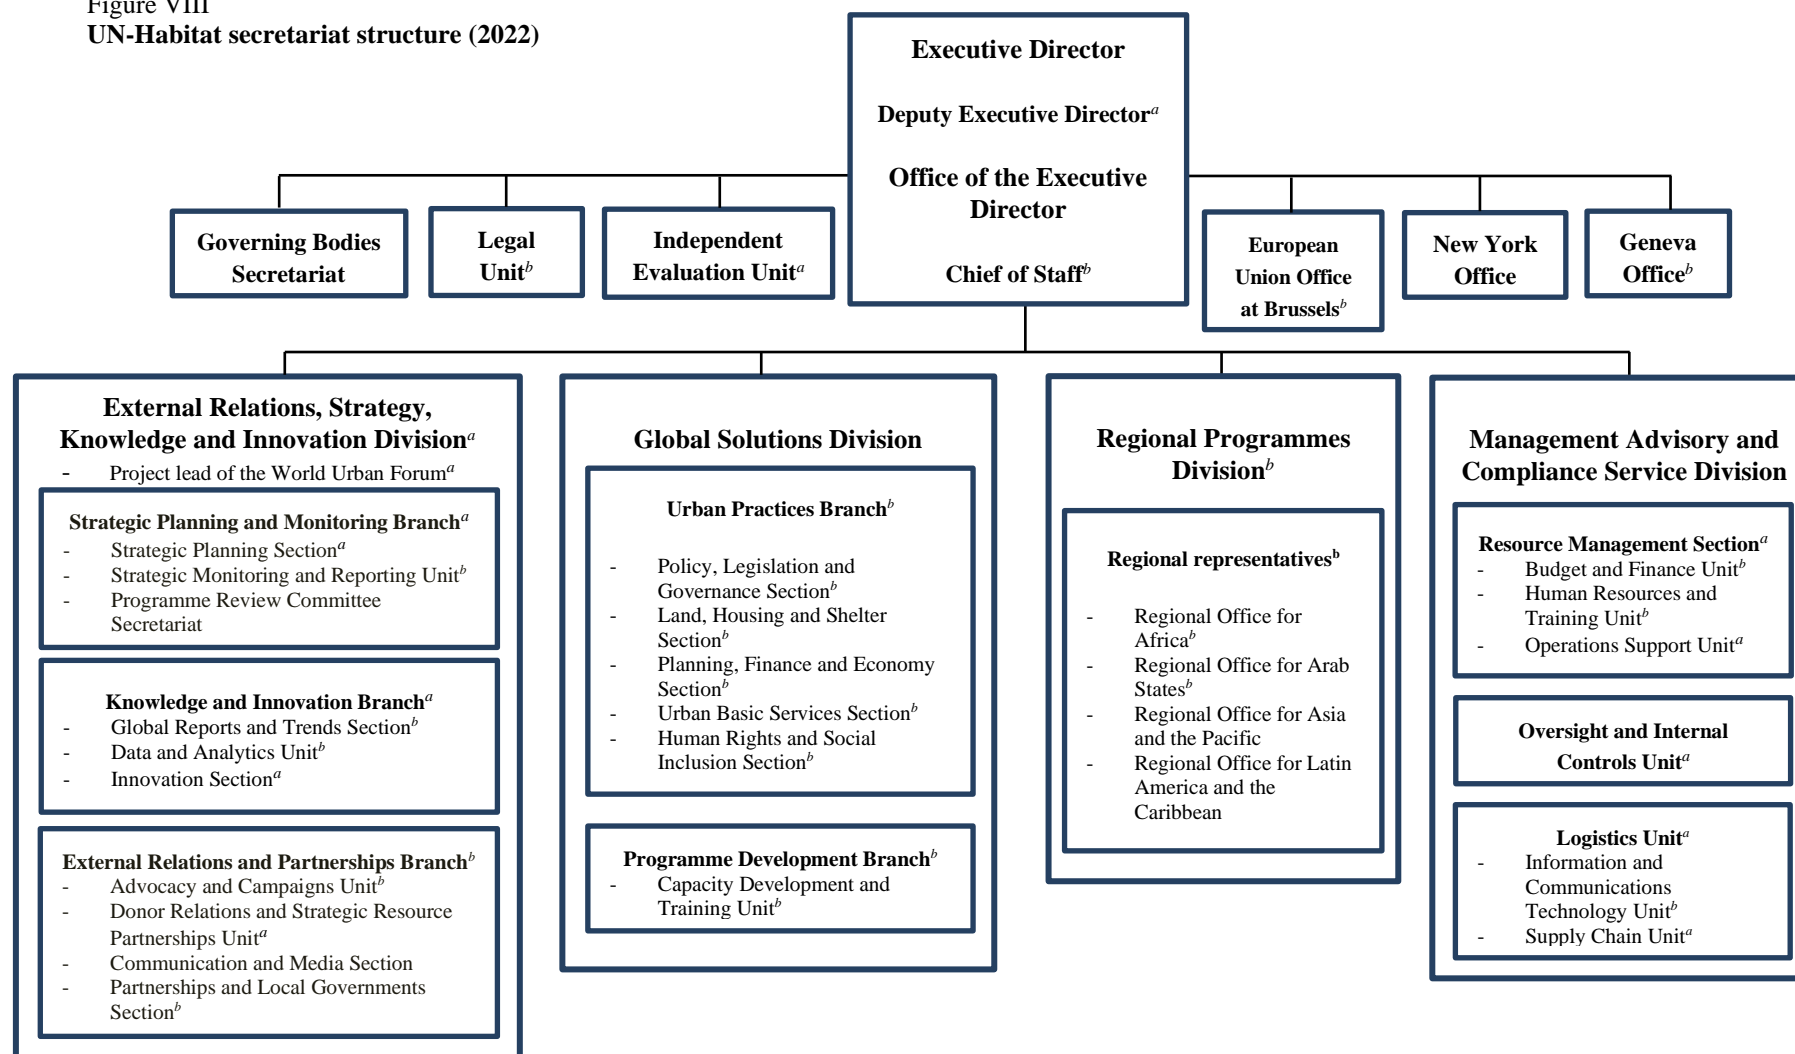 Figure VIII
UN-Habitat secretariat structure (2022)
Executive Director
Deputy Executive Directorᵃ
Office of the Executive
Director
Chief of Staffᵇ
Governing Bodies
Secretariat
Legal
Unitᵇ
Independent
Evaluation Unitᵃ
European
Union Office
at Brusselsᵇ
New York
Office
Geneva
Officeᵇ
External Relations, Strategy,
Knowledge and Innovation Divisionᵃ
- Project lead of the World Urban Forumᵃ
Strategic Planning and Monitoring Branchᵃ
- Strategic Planning Sectionᵃ
- Strategic Monitoring and Reporting Unitᵇ
- Programme Review Committee
Secretariat
Knowledge and Innovation Branchᵃ
- Global Reports and Trends Sectionᵇ
- Data and Analytics Unitᵇ
- Innovation Sectionᵃ
External Relations and Partnerships Branchᵇ
- Advocacy and Campaigns Unitᵇ
- Donor Relations and Strategic Resource
Partnerships Unitᵃ
- Communication and Media Section
- Partnerships and Local Governments
Sectionᵇ
Global Solutions Division
Urban Practices Branchᵇ
- Policy, Legislation and
Governance Sectionᵇ
- Land, Housing and Shelter
Sectionᵇ
- Planning, Finance and Economy
Sectionᵇ
- Urban Basic Services Sectionᵇ
- Human Rights and Social
Inclusion Sectionᵇ
Programme Development Branchᵇ
- Capacity Development and
Training Unitᵇ
Regional Programmes
Divisionᵇ
Regional representativesᵇ
- Regional Office for
Africaᵇ
- Regional Office for Arab
Statesᵇ
- Regional Office for Asia
and the Pacific
- Regional Office for Latin
America and the
Caribbean
Management Advisory and
Compliance Service Division
Resource Management Sectionᵃ
- Budget and Finance Unitᵇ
- Human Resources and
Training Unitᵇ
- Operations Support Unitᵃ
Oversight and Internal
Controls Unitᵃ
Logistics Unitᵃ
- Information and
Communications
Technology Unitᵇ
- Supply Chain Unitᵃ